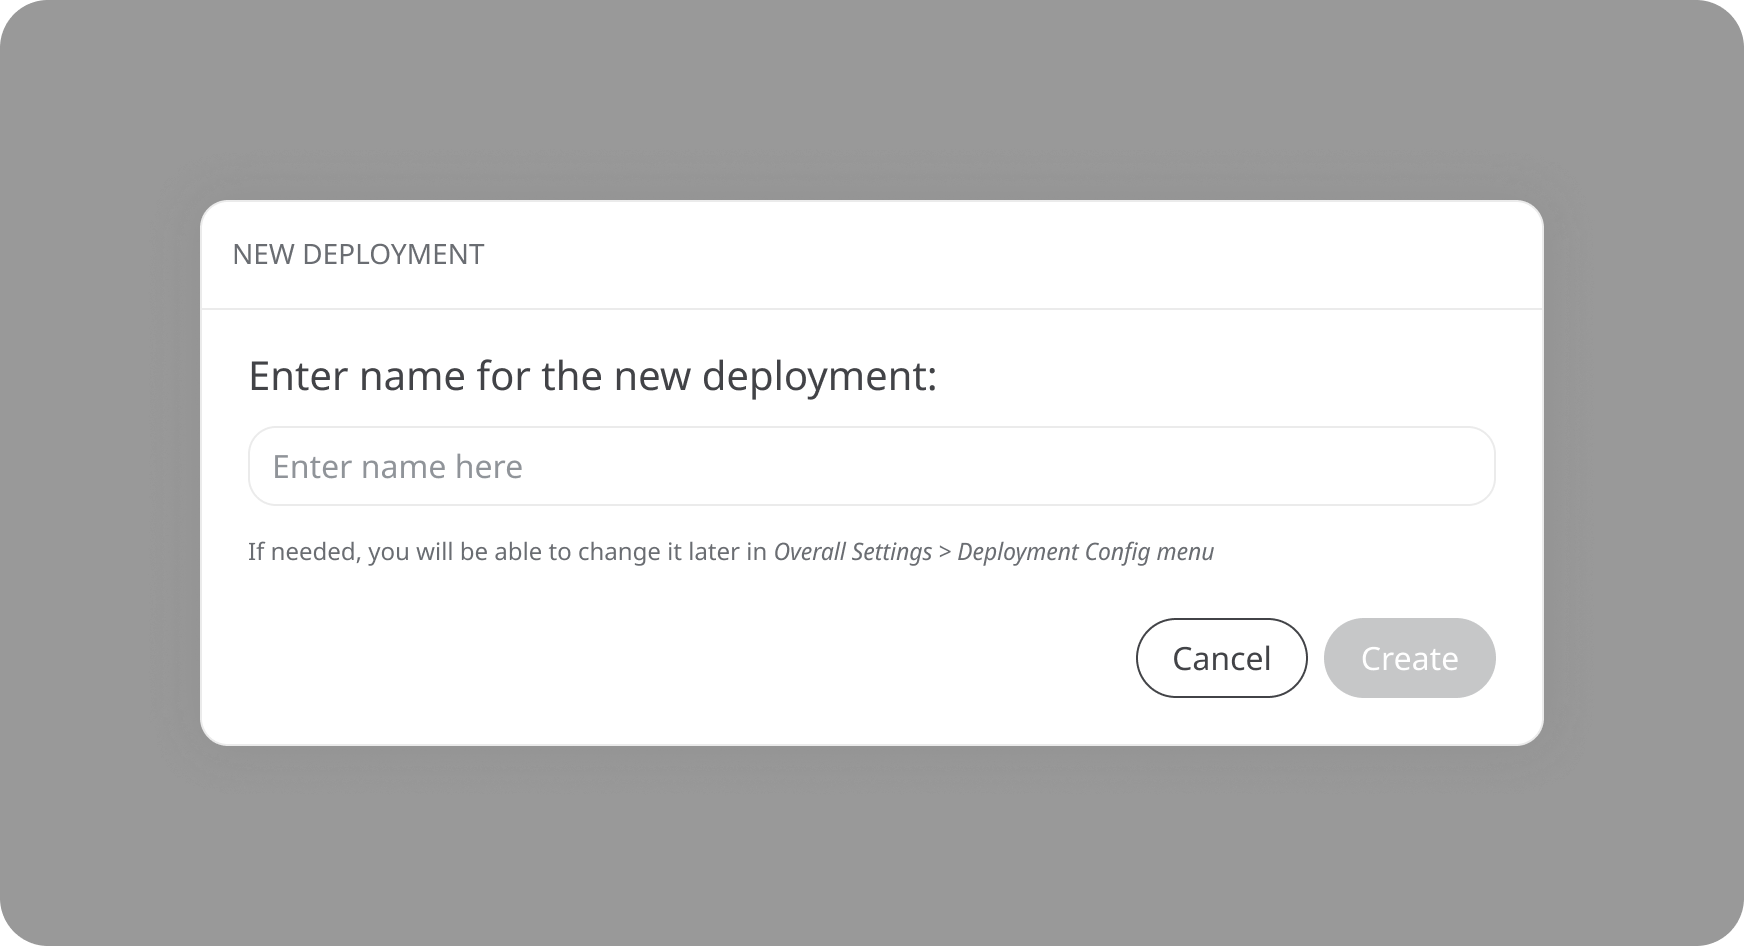 NEW DEPLOYMENT
Enter name for the new deployment:
Enter name here
If needed, you will be able to change it later in Overall Settings > Deployment Config menu
Cancel
Create